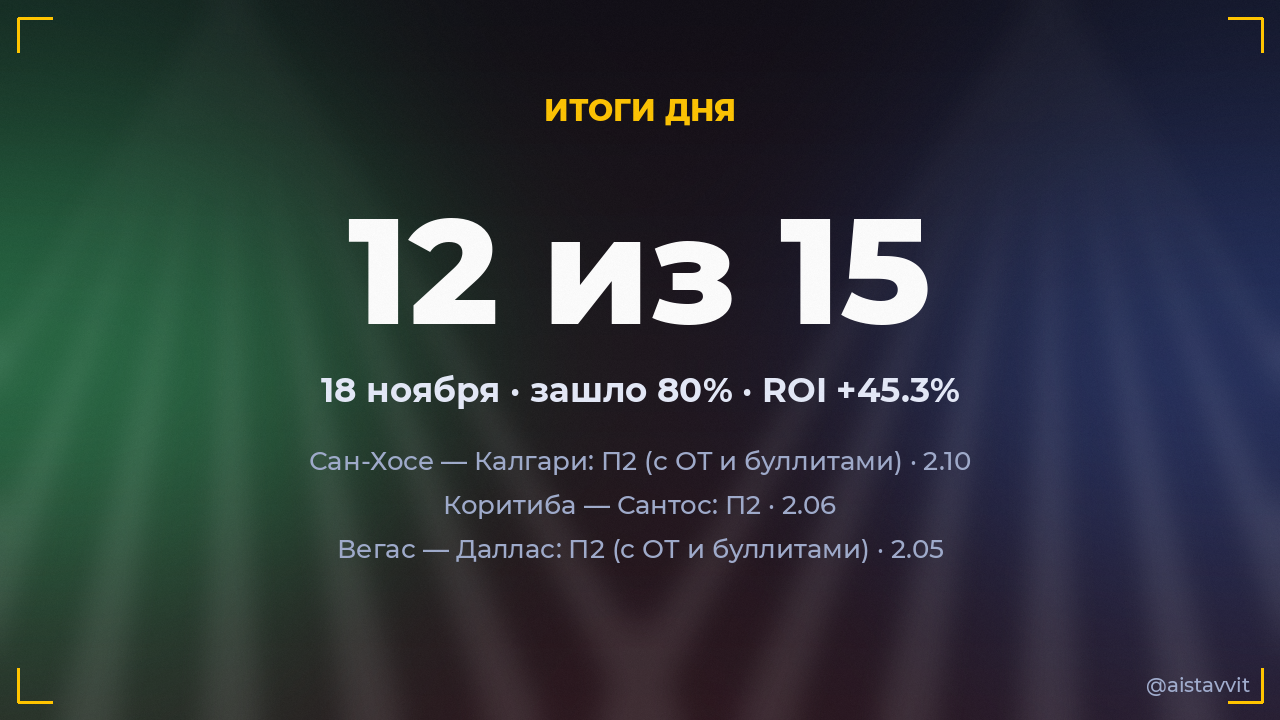 ИТОГИ ДНЯ
12 из 15
18 ноября · зашло 80% · ROI +45.3%
Сан-Хосе — Калгари: П2 (с ОТ и буллитами) · 2.10
Коритиба — Сантос: П2 · 2.06
Вегас — Даллас: П2 (с ОТ и буллитами) · 2.05
@aistavvit